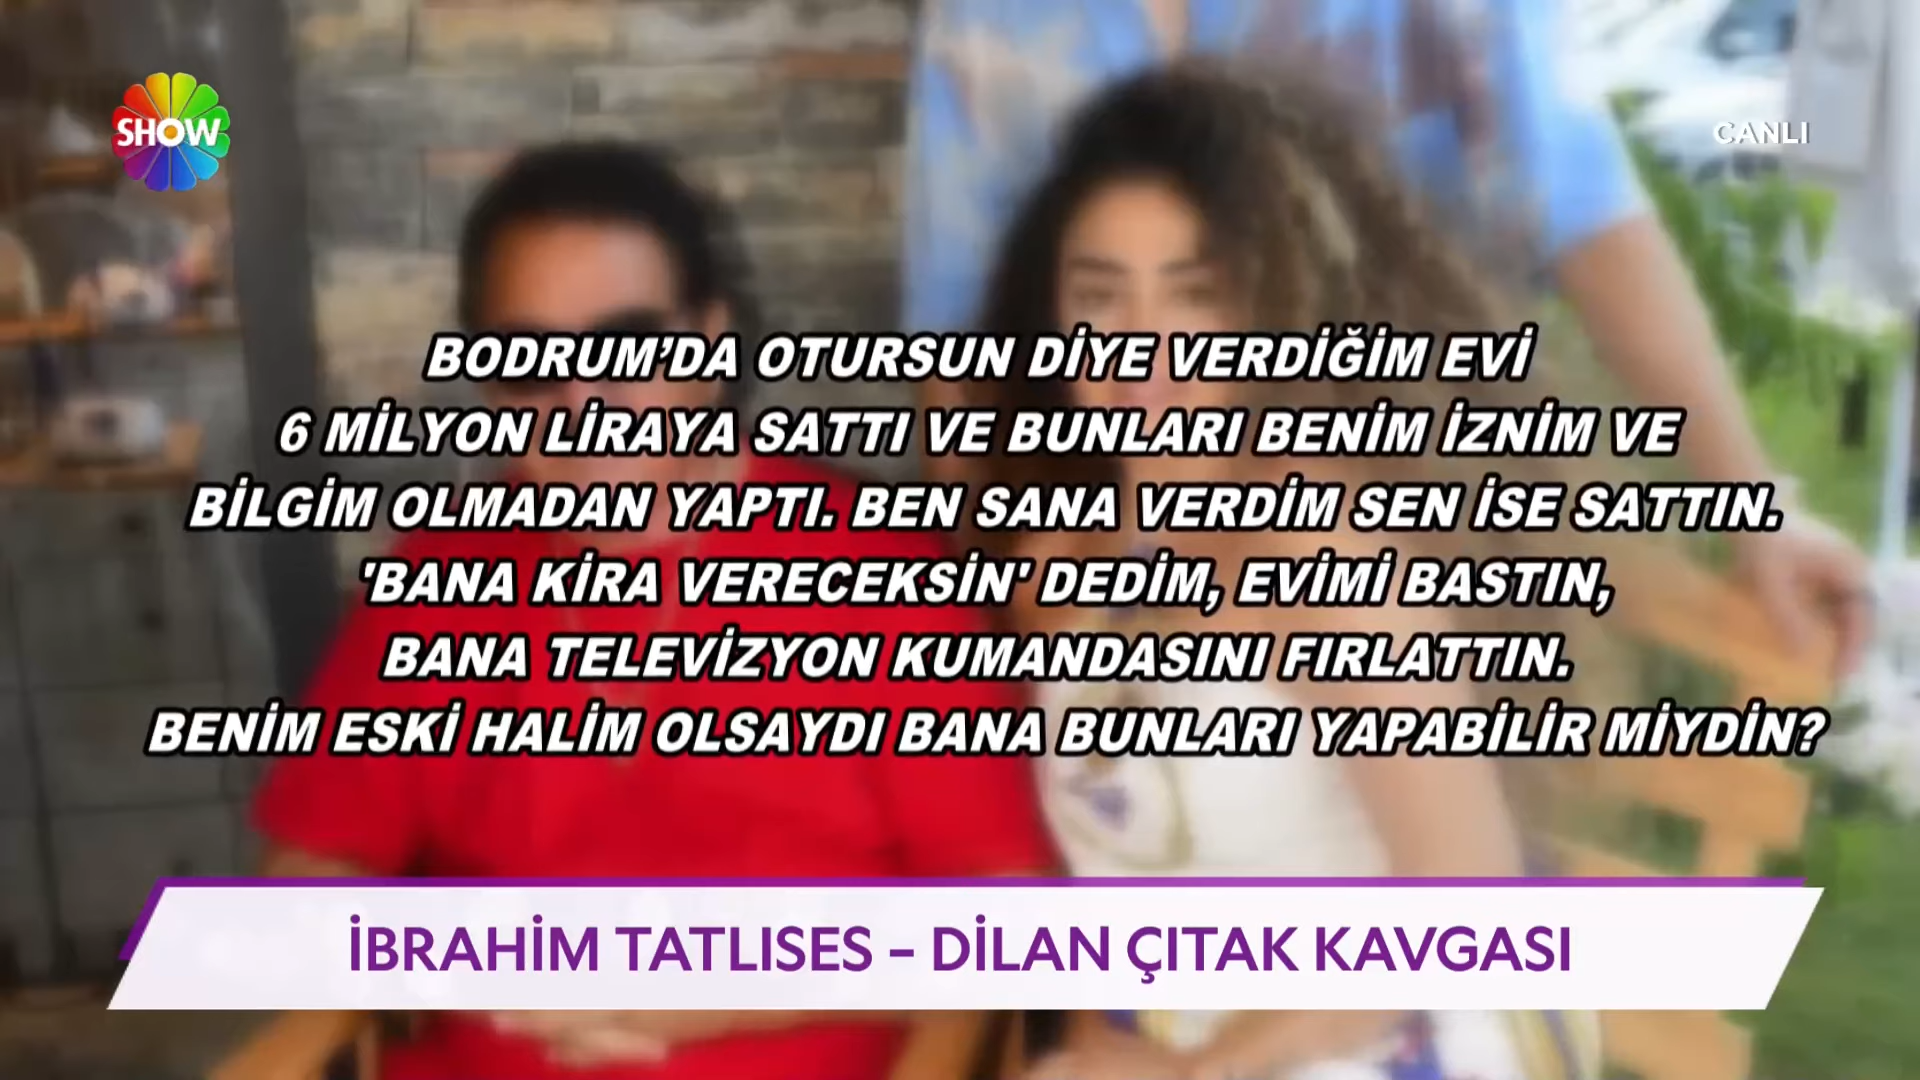 SHOW
CANLI
BODRUM’DA OTURSUN DİYE VERDİĞİM EVİ
6 MİLYON LİRAYA SATTI VE BUNLARI BENİM İZNİM VE
BİLGİM OLMADAN YAPTI. BEN SANA VERDİM SEN İSE SATTIN.
'BANA KİRA VERECEKSİN' DEDİM, EVİMİ BASTIN,
BANA TELEVİZYON KUMANDASINI FIRLATTIN.
BENİM ESKİ HALİM OLSAYDI BANA BUNLARI YAPABİLİR MİYDİN?
İBRAHİM TATLISES – DİLAN ÇITAK KAVGASI